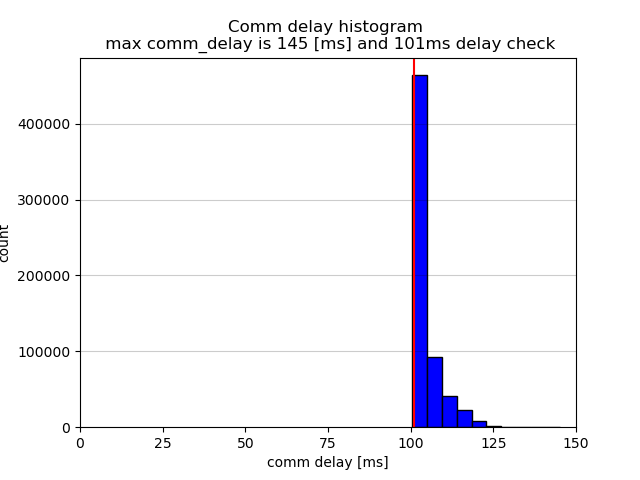 Comm delay histogram
max comm_delay is 145 [ms] and 101ms delay check
400000
300000
200000
100000
0
count
0 25 50 75 100 125 150
comm delay [ms]